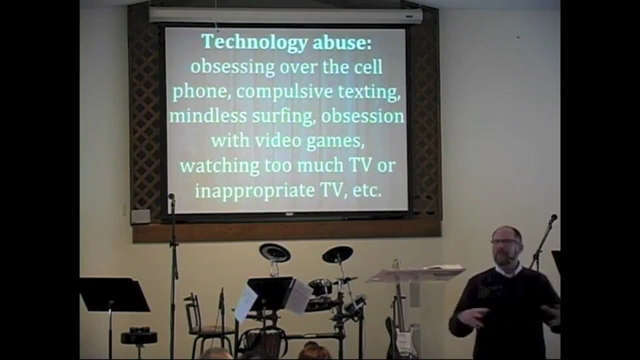 Technology abuse:
obsessing over the cell
phone, compulsive texting,
mindless surfing, obsession
with video games,
watching too much TV or
inappropriate TV, etc.